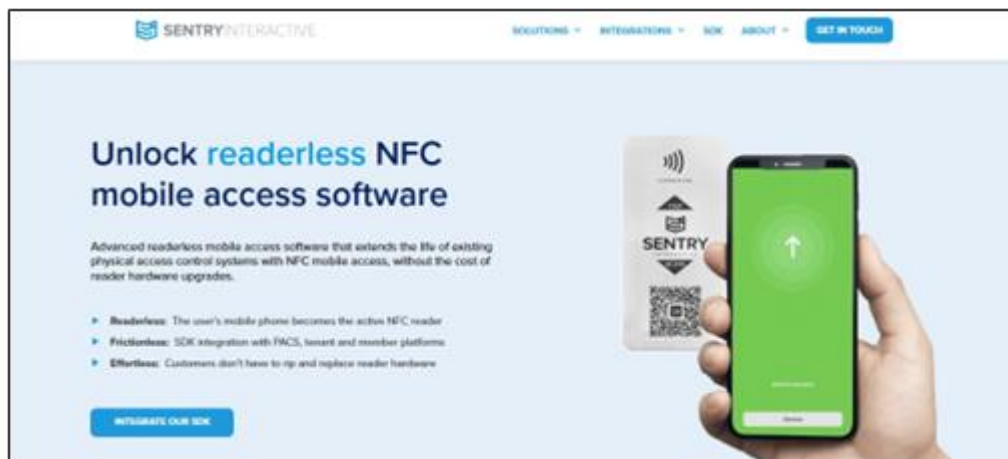 SENTRYINTERACTIVE
SOLUTIONS INTEGRATIONS SDK ABOUT GET IN TOUCH
Unlock readerless NFC
mobile access software
Advanced readerless mobile access software that extends the life of existing
physical access control systems with NFC mobile access, without the cost of
reader hardware upgrades.
Readerless: The user's mobile phone becomes the active NFC reader
Frictionless: SDK integration with PACS, tenant and member platforms
Effortless: Customers don't have to rip and replace reader hardware
INTEGRATE OUR SDK
SENTRY